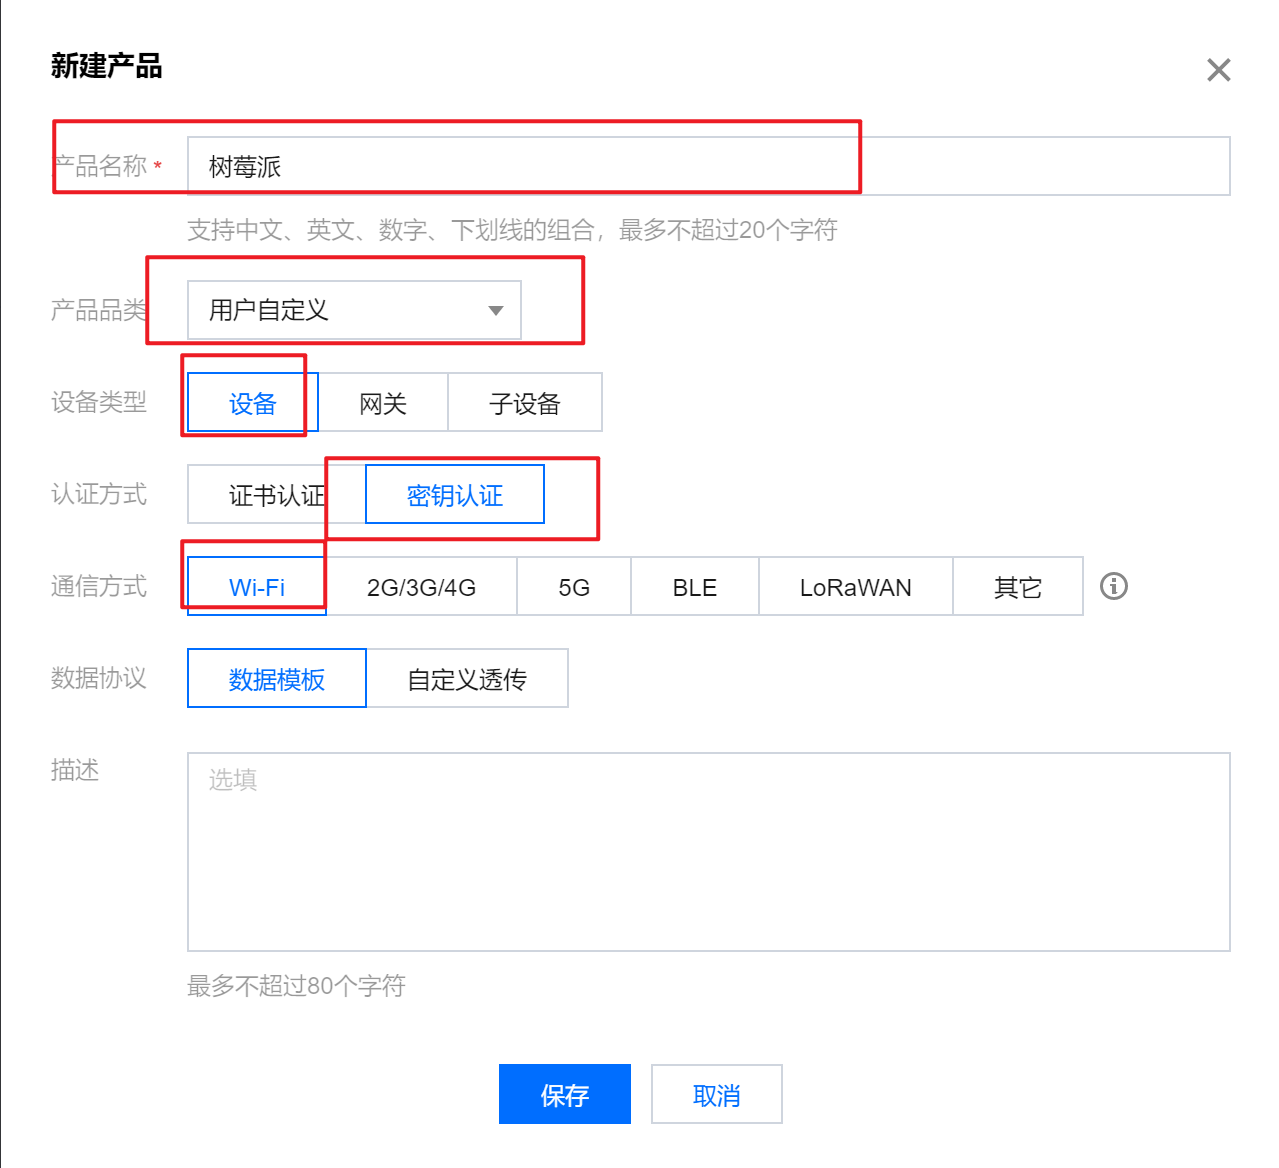 新建产品
产品名称 * 树莓派
支持中文、英文、数字、下划线的组合，最多不超过20个字符
产品品类 用户自定义
设备类型 设备 网关 子设备
认证方式 证书认证 密钥认证
通信方式 Wi-Fi 2G/3G/4G 5G BLE LoRaWAN 其它
数据协议 数据模板 自定义透传
描述 选填
最多不超过80个字符
保存 取消